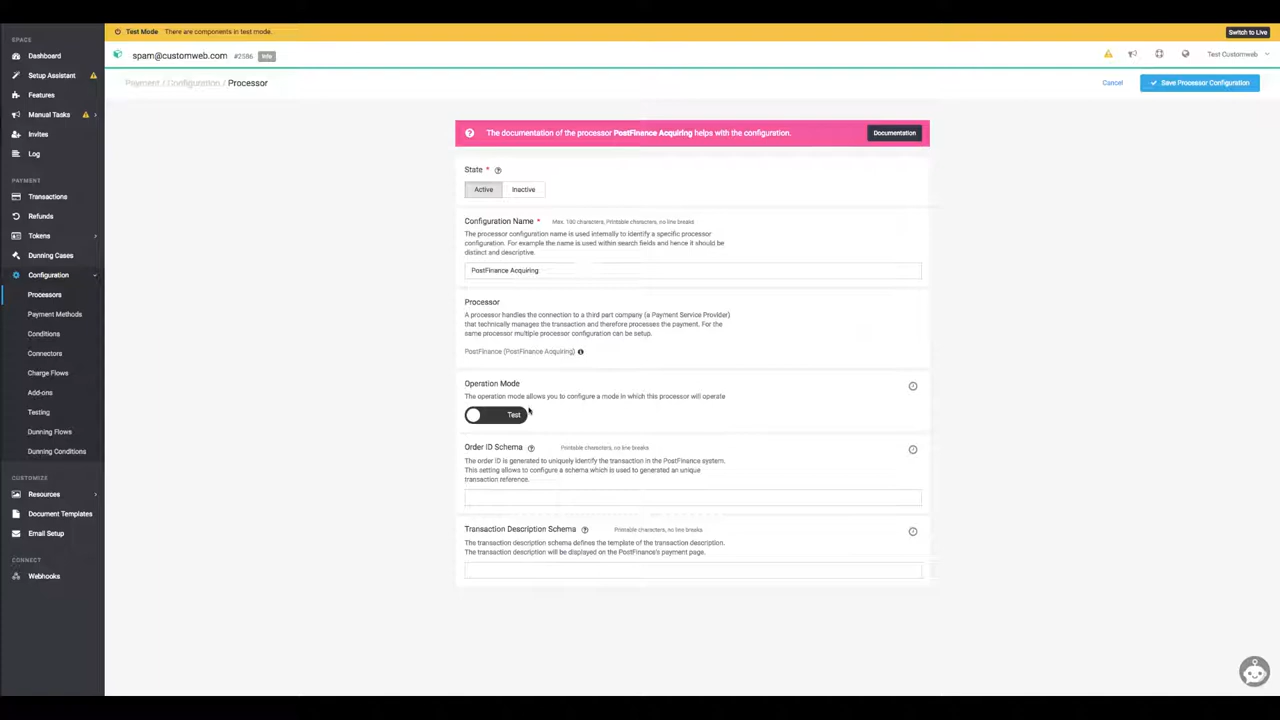 Test Mode There are components in test mode. Switch to Live
spam@customweb.com #2586 Info Test Customweb
Payment / Configuration / Processor Cancel Save Processor Configuration
SPACE
Dashboard
Setup Assistant
Features
Manual Tasks
Invites
Log
PAYMENT
Transactions
Refunds
Tokens
Dunning Cases
Configuration
Processors
Payment Methods
Conditions
Connectors
Charge Flows
Add-ons
Testing
Dunning Flows
Dunning Conditions
CUSTOMIZE
Resources
Document Templates
Email Setup
CONNECT
Webhooks
The documentation of the processor PostFinance Acquiring helps with the configuration. Documentation
State *
Active Inactive
Configuration Name * Max. 100 characters, Printable characters, no line breaks
The processor configuration name is used internally to identify a specific processor
configuration. For example the name is used within search fields and hence it should be
distinct and descriptive.
PostFinance Acquiring
Processor
A processor handles the connection to a third part company (a Payment Service Provider)
that technically manages the transaction and therefore processes the payment. For the
same processor multiple processor configuration can be setup.
PostFinance (PostFinance Acquiring)
Operation Mode
The operation mode allows you to configure a mode in which this processor will operate
Test
Order ID Schema Printable characters, no line breaks
The order ID is generated to uniquely identify the transaction in the PostFinance system.
This setting allows to configure a schema which is used to generated an unique
transaction reference.
Transaction Description Schema Printable characters, no line breaks
The transaction description schema defines the template of the transaction description.
The transaction description will be displayed on the PostFinance's payment page.